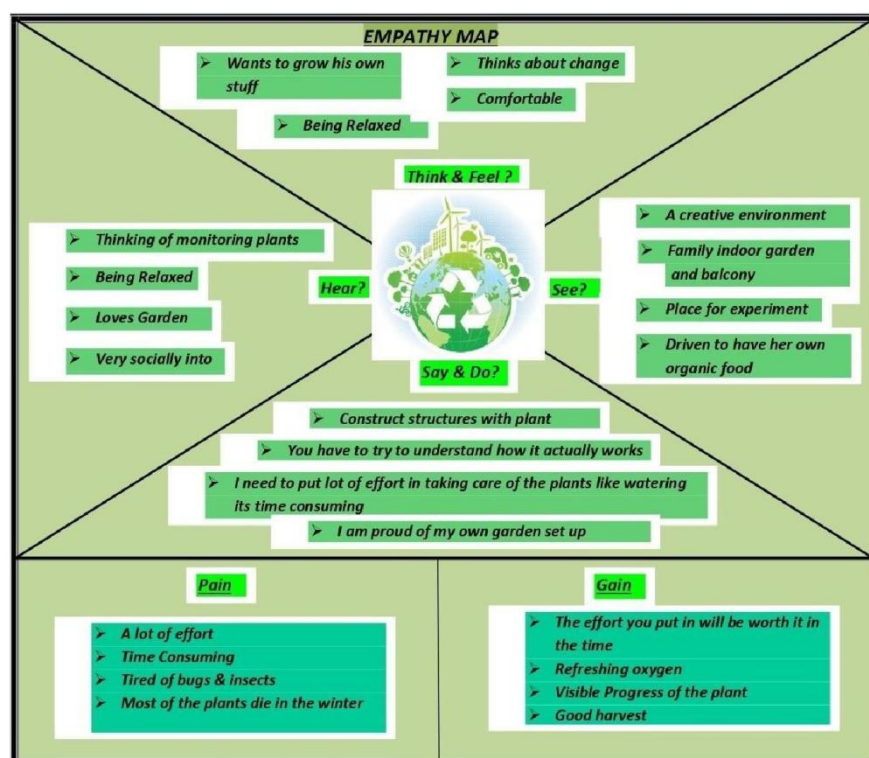 EMPATHY MAP
Wants to grow his own
stuff
Being Relaxed
Thinks about change
Comfortable
Think & Feel ?
Thinking of monitoring plants
Being Relaxed
Loves Garden
Very socially into
Hear?
See?
A creative environment
Family indoor garden
and balcony
Place for experiment
Driven to have her own
organic food
Say & Do?
Construct structures with plant
You have to try to understand how it actually works
I need to put lot of effort in taking care of the plants like watering
its time consuming
I am proud of my own garden set up
Pain
A lot of effort
Time Consuming
Tired of bugs & insects
Most of the plants die in the winter
Gain
The effort you put in will be worth it in
the time
Refreshing oxygen
Visible Progress of the plant
Good harvest